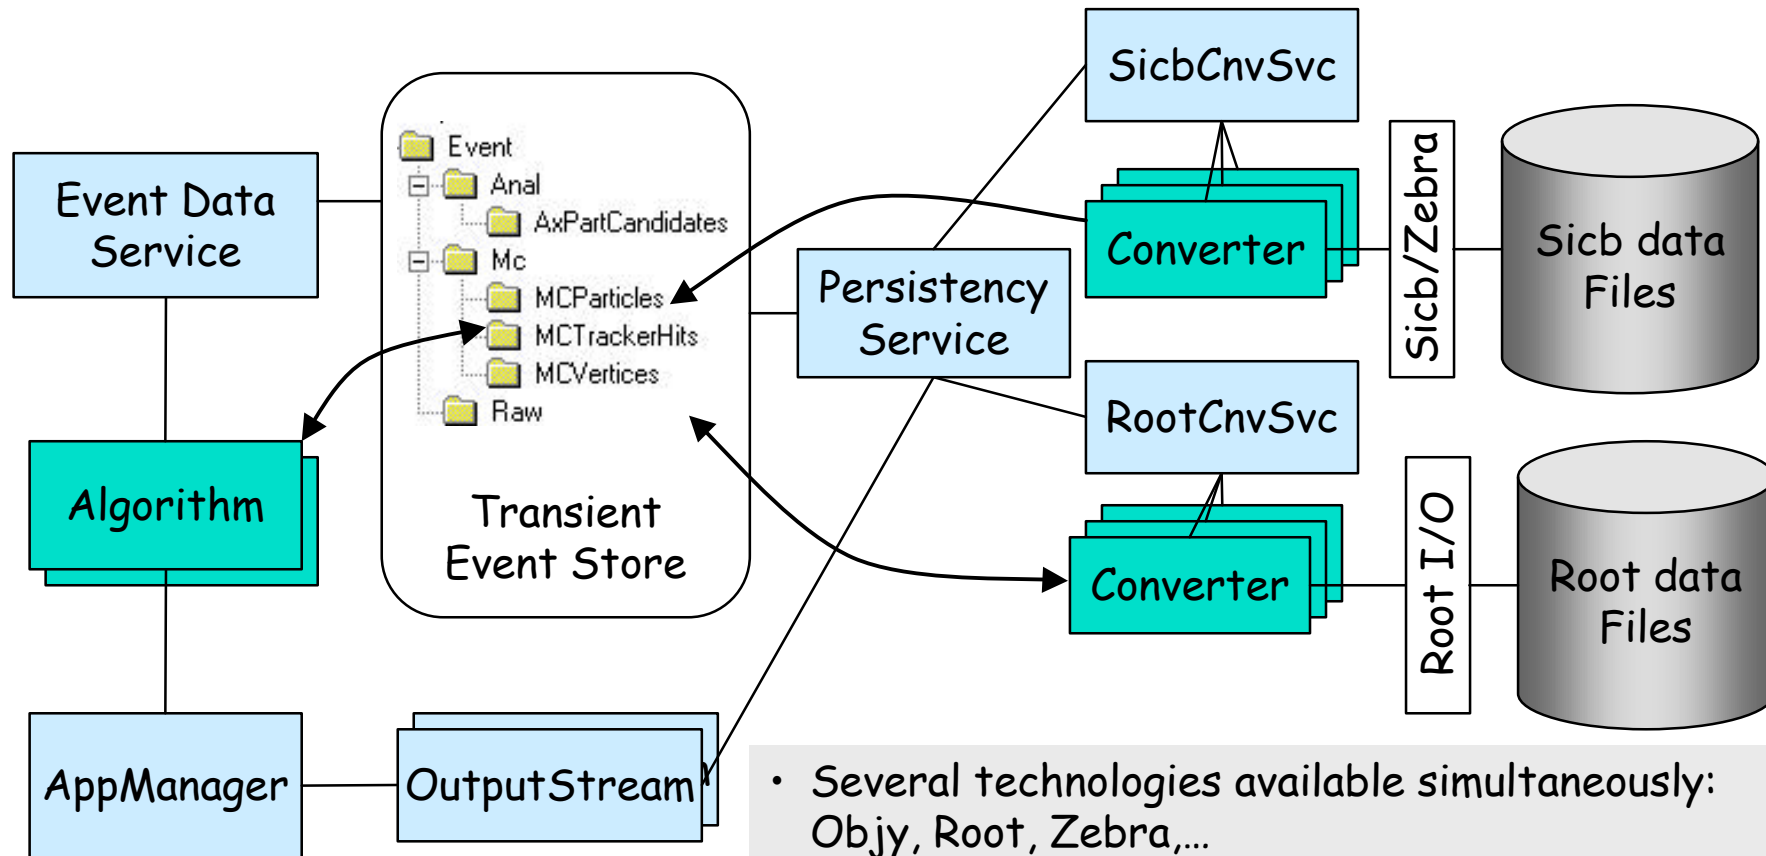 SicbCnvSvc
Event Data
Service
Event
Anal
AxPartCandidates
Mc
MCParticles
MCTrackerHits
MCVertices
Raw
Transient
Event Store
Converter
Sicb/Zebra
Sicb data
Files
Persistency
Service
RootCnvSvc
Algorithm
Converter
Root I/O
Root data
Files
AppManager
OutputStream
• Several technologies available simultaneously:
Objy, Root, Zebra,…